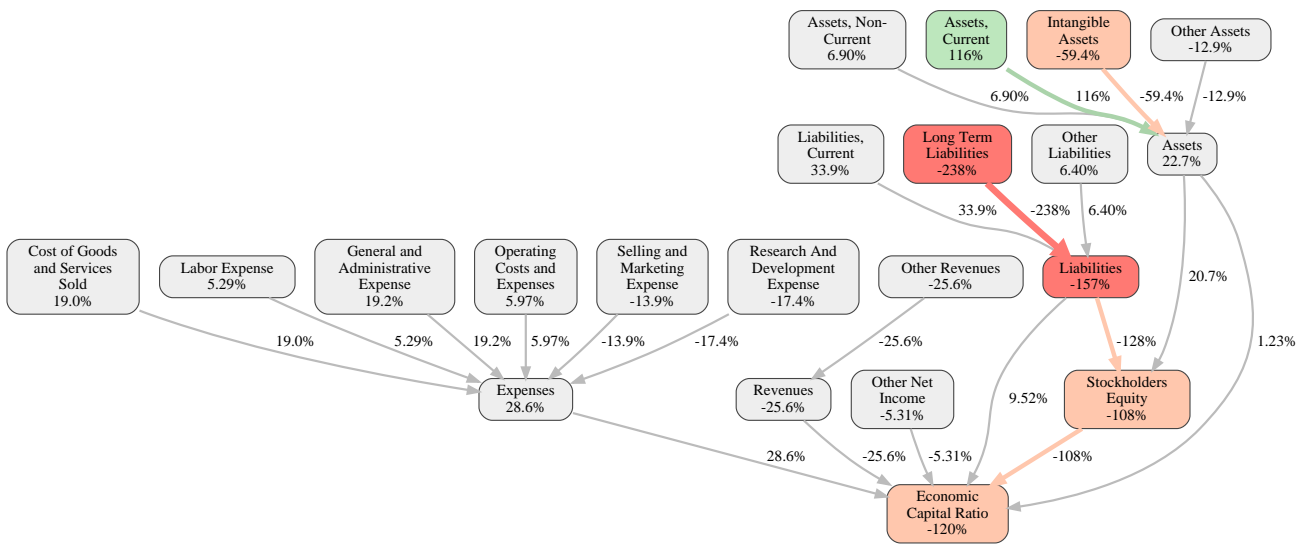 Assets, Non-
Current
6.90%
Assets,
Current
116%
Intangible
Assets
-59.4%
Other Assets
-12.9%
6.90%
116%
-59.4%
-12.9%
Liabilities,
Current
33.9%
Long Term
Liabilities
-238%
Other
Liabilities
6.40%
Assets
22.7%
33.9%
-238%
6.40%
Cost of Goods
and Services
Sold
19.0%
Labor Expense
5.29%
General and
Administrative
Expense
19.2%
Operating
Costs and
Expenses
5.97%
Selling and
Marketing
Expense
-13.9%
Research And
Development
Expense
-17.4%
Other Revenues
-25.6%
Liabilities
-157%
20.7%
19.0%
5.29%
19.2%
5.97%
-13.9%
-17.4%
-25.6%
-128%
1.23%
Expenses
28.6%
Revenues
-25.6%
Other Net
Income
-5.31%
9.52%
Stockholders
Equity
-108%
28.6%
-25.6%
-5.31%
-108%
Economic
Capital Ratio
-120%